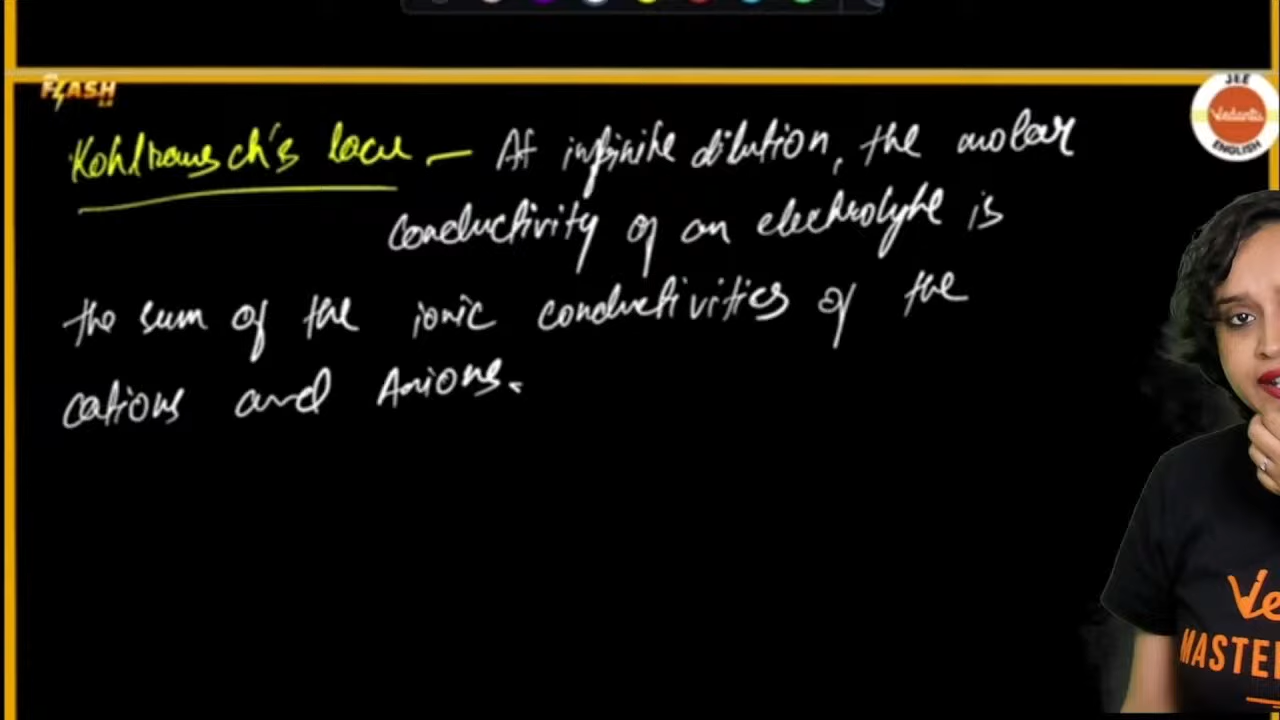 FLASH
JEE
Vedantu
ENGLISH
Kohlrausch's law – At infinite dilution, the molar
conductivity of an electrolyte is
the sum of the ionic conductivities of the
cations and Anions.
Ve
MASTE